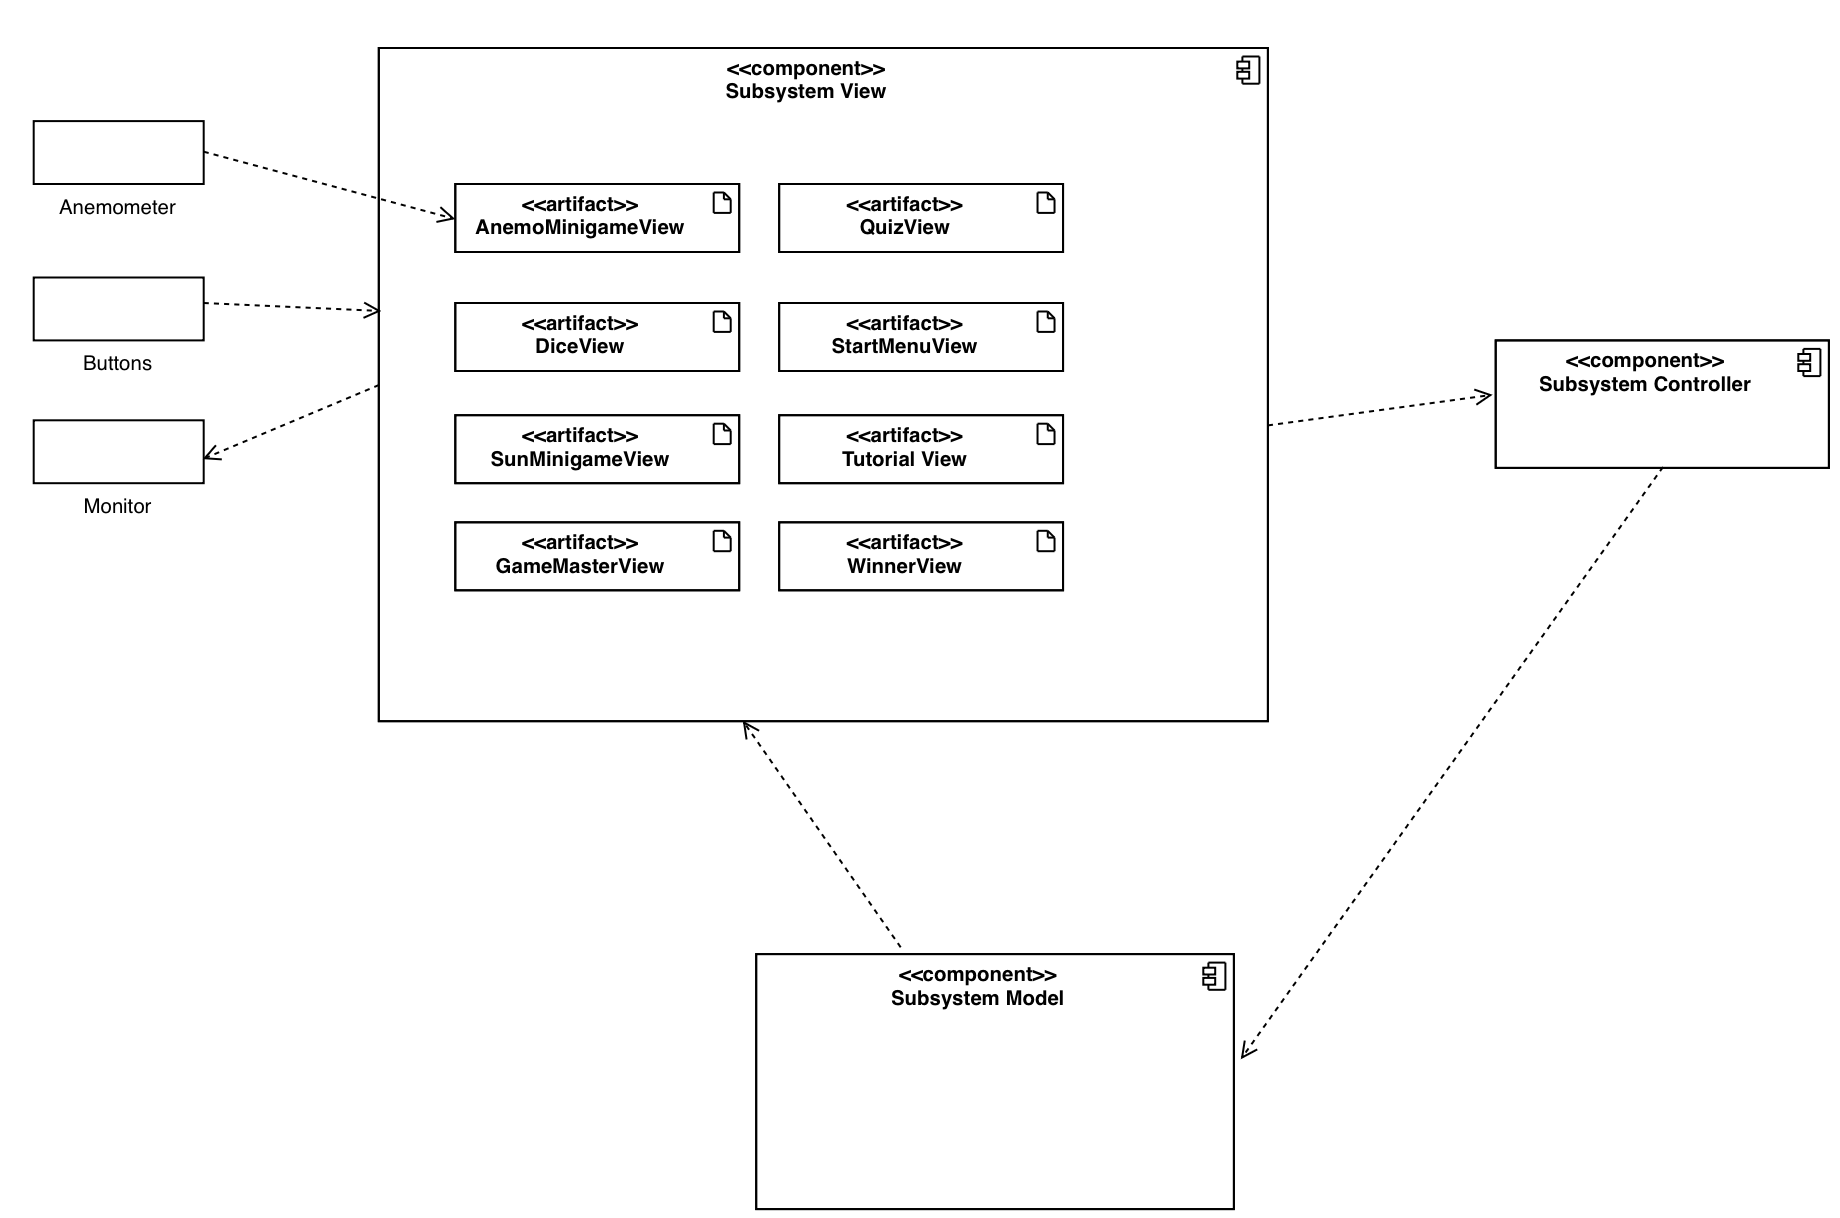 <<component>>
Subsystem View
Anemometer
<<artifact>>
AnemoMinigameView
<<artifact>>
QuizView
Buttons
<<artifact>>
DiceView
<<artifact>>
StartMenuView
<<component>>
Subsystem Controller
Monitor
<<artifact>>
SunMinigameView
<<artifact>>
Tutorial View
<<artifact>>
GameMasterView
<<artifact>>
WinnerView
<<component>>
Subsystem Model